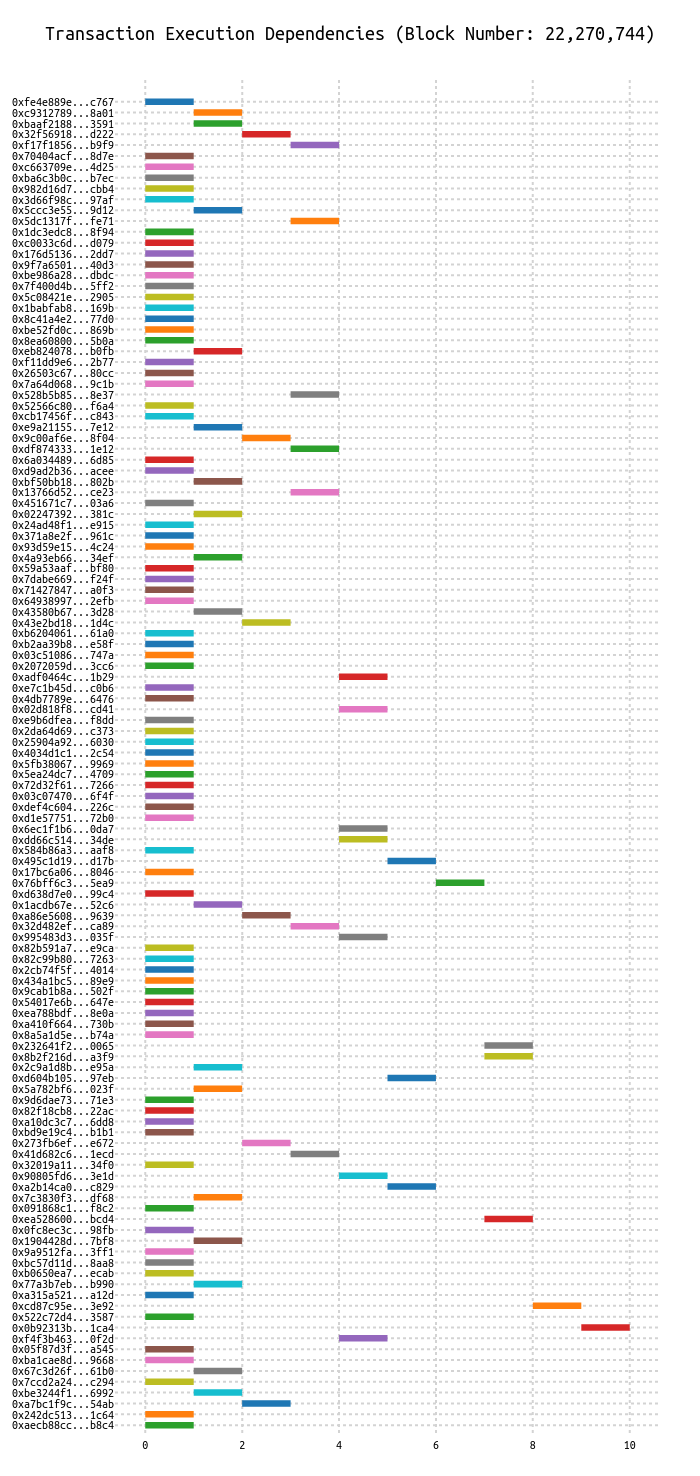 Transaction Execution Dependencies (Block Number: 22,270,744)
0xfe4e889e...c767
0xc9312789...8a01
0xbaaf2188...3591
0x32f56918...d222
0xf17f1856...b9f9
0x70404acf...8d7e
0xc663709e...4d25
0xba6c3b0c...b7ec
0x982d16d7...cbb4
0x3d66f98c...97af
0x5ccc3e55...9d12
0x5dc1317f...fe71
0x1dc3edc8...8f94
0xc0033c6d...d079
0x176d5136...2dd7
0x9f7a6501...40d3
0xbe986a28...dbdc
0x7f400d4b...5ff2
0x5c08421e...2905
0x1babfab8...169b
0x8c41a4e2...77d0
0xbe52fd0c...869b
0x8ea60800...5b0a
0xeb824078...b0fb
0xf11dd9e6...2b77
0x26503c67...80cc
0x7a64d068...9c1b
0x528b5b85...8e37
0x52566c80...f6a4
0xcb17456f...c843
0xe9a21155...7e12
0x9c00af6e...8f04
0xdf874333...1e12
0x6a034489...6d85
0xd9ad2b36...acee
0xbf50bb18...802b
0x13766d52...ce23
0x451671c7...03a6
0x02247392...381c
0x24ad48f1...e915
0x371a8e2f...961c
0x93d59e15...4c24
0x4a93eb66...34ef
0x59a53aaf...bf80
0x7dabe669...f24f
0x71427847...a0f3
0x64938997...2efb
0x43580b67...3d28
0x43e2bd18...1d4c
0xb6204061...61a0
0xb2aa39b8...e58f
0x03c51086...747a
0x2072059d...3cc6
0xadf0464c...1b29
0xe7c1b45d...c0b6
0x4db7789e...6476
0x02d818f8...cd41
0xe9b6dfea...f8dd
0x2da64d69...c373
0x25904a92...6030
0x4034d1c1...2c54
0x5fb38067...9969
0x5ea24dc7...4709
0x72d32f61...7266
0x03c07470...6f4f
0xdef4c604...226c
0xd1e57751...72b0
0x6ec1f1b6...0da7
0xdd66c514...34de
0x584b86a3...aaf8
0x495c1d19...d17b
0x17bc6a06...8046
0x76bff6c3...5ea9
0xd638d7e0...99c4
0x1acdb67e...52c6
0xa86e5608...9639
0x32d482ef...ca89
0x995483d3...035f
0x82b591a7...e9ca
0x82c99b80...7263
0x2cb74f5f...4014
0x434a1bc5...89e9
0x9cab1b8a...502f
0x54017e6b...647e
0xea788bdf...8e0a
0xa410f664...730b
0x8a5a1d5e...b74a
0x232641f2...0065
0x8b2f216d...a3f9
0x2c9a1d8b...e95a
0xd604b105...97eb
0x5a782bf6...023f
0x9d6dae73...71e3
0x82f18cb8...22ac
0xa10dc3c7...6dd8
0xbd9e19c4...b1b1
0x273fb6ef...e672
0x41d682c6...1ecd
0x32019a11...34f0
0x90805fd6...3e1d
0xa2b14ca0...c829
0x7c3830f3...df68
0x091868c1...f8c2
0xea528600...bcd4
0x0fc8ec3c...98fb
0x1904428d...7bf8
0x9a9512fa...3ff1
0xbc57d11d...8aa8
0xb0650ea7...ecab
0x77a3b7eb...b990
0xa315a521...a12d
0xcd87c95e...3e92
0x522c72d4...3587
0x0b92313b...1ca4
0xf4f3b463...0f2d
0x05f87d3f...a545
0xba1cae8d...9668
0x67c3d26f...61b0
0x7ccd2a24...c294
0xbe3244f1...6992
0xa7bc1f9c...54ab
0x242dc513...1c64
0xaecb88cc...b8c4
0 2 4 6 8 10